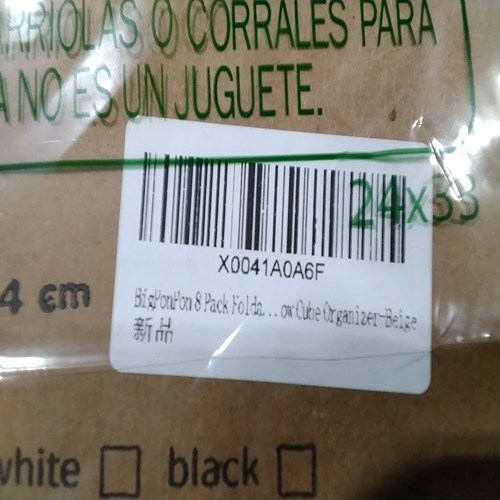 ARRIOLAS O CORRALES PARA
A NO ES UN JUGUETE.
24x33
X0041A0A6F
4 cm
BigPonPon 8 Pack Folda...ow Cube Organizer-Beige
新品
white black